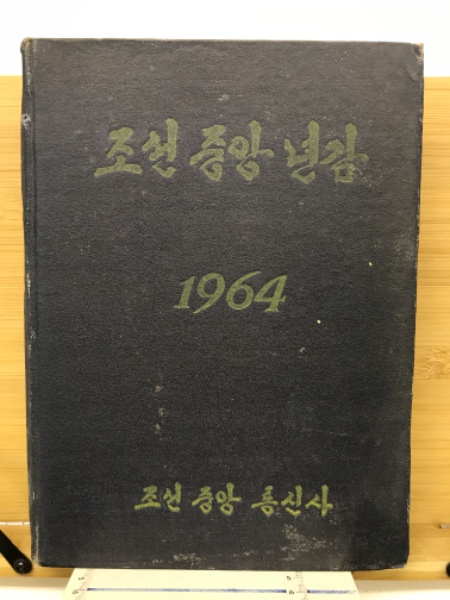 조선 중앙 년감
1964
조선 중앙 통신사